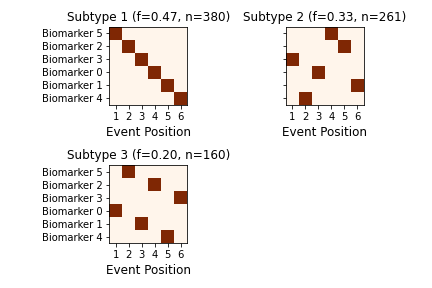 Subtype 1 (f=0.47, n=380)
Biomarker 5
Biomarker 2
Biomarker 3
Biomarker 0
Biomarker 1
Biomarker 4
1 2 3 4 5 6
Event Position
Subtype 2 (f=0.33, n=261)
1 2 3 4 5 6
Event Position
Subtype 3 (f=0.20, n=160)
Biomarker 5
Biomarker 2
Biomarker 3
Biomarker 0
Biomarker 1
Biomarker 4
1 2 3 4 5 6
Event Position